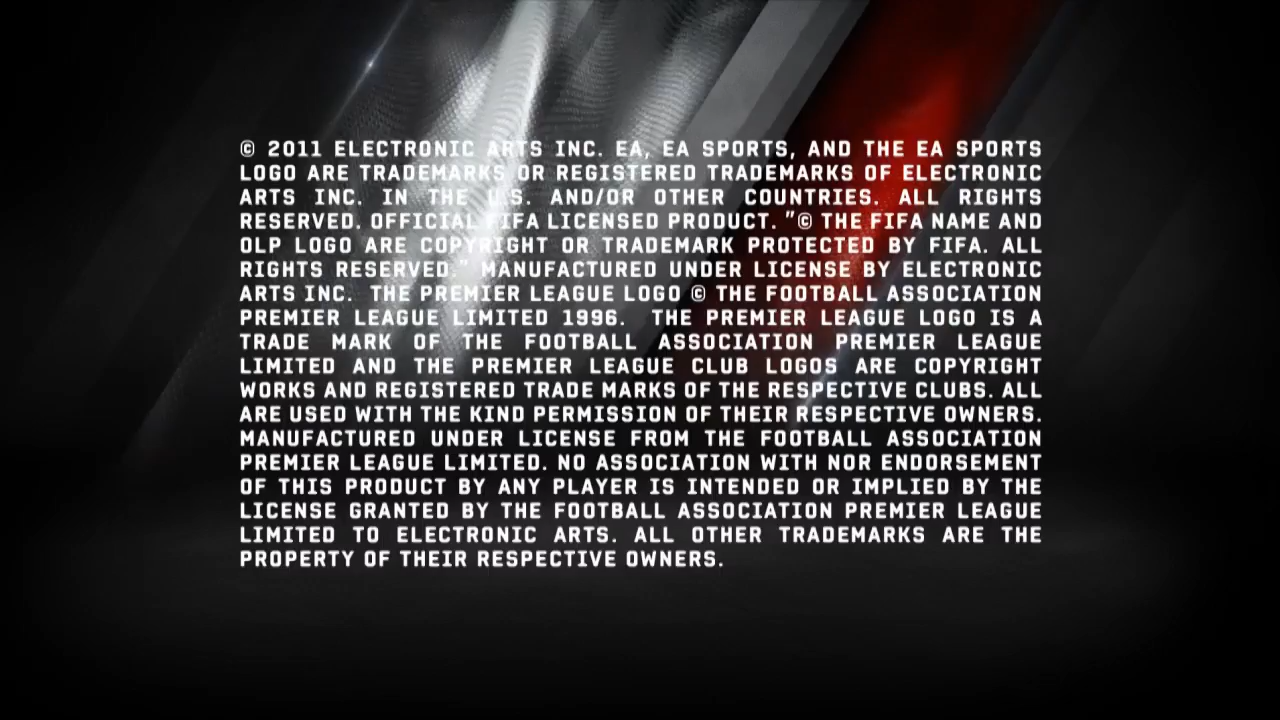 © 2011 ELECTRONIC ARTS INC. EA, EA SPORTS, AND THE EA SPORTS
LOGO ARE TRADEMARKS OR REGISTERED TRADEMARKS OF ELECTRONIC
ARTS INC. IN THE U.S. AND/OR OTHER COUNTRIES. ALL RIGHTS
RESERVED. OFFICIAL FIFA LICENSED PRODUCT. "© THE FIFA NAME AND
OLP LOGO ARE COPYRIGHT OR TRADEMARK PROTECTED BY FIFA. ALL
RIGHTS RESERVED." MANUFACTURED UNDER LICENSE BY ELECTRONIC
ARTS INC. THE PREMIER LEAGUE LOGO © THE FOOTBALL ASSOCIATION
PREMIER LEAGUE LIMITED 1996. THE PREMIER LEAGUE LOGO IS A
TRADE MARK OF THE FOOTBALL ASSOCIATION PREMIER LEAGUE
LIMITED AND THE PREMIER LEAGUE CLUB LOGOS ARE COPYRIGHT
WORKS AND REGISTERED TRADE MARKS OF THE RESPECTIVE CLUBS. ALL
ARE USED WITH THE KIND PERMISSION OF THEIR RESPECTIVE OWNERS.
MANUFACTURED UNDER LICENSE FROM THE FOOTBALL ASSOCIATION
PREMIER LEAGUE LIMITED. NO ASSOCIATION WITH NOR ENDORSEMENT
OF THIS PRODUCT BY ANY PLAYER IS INTENDED OR IMPLIED BY THE
LICENSE GRANTED BY THE FOOTBALL ASSOCIATION PREMIER LEAGUE
LIMITED TO ELECTRONIC ARTS. ALL OTHER TRADEMARKS ARE THE
PROPERTY OF THEIR RESPECTIVE OWNERS.